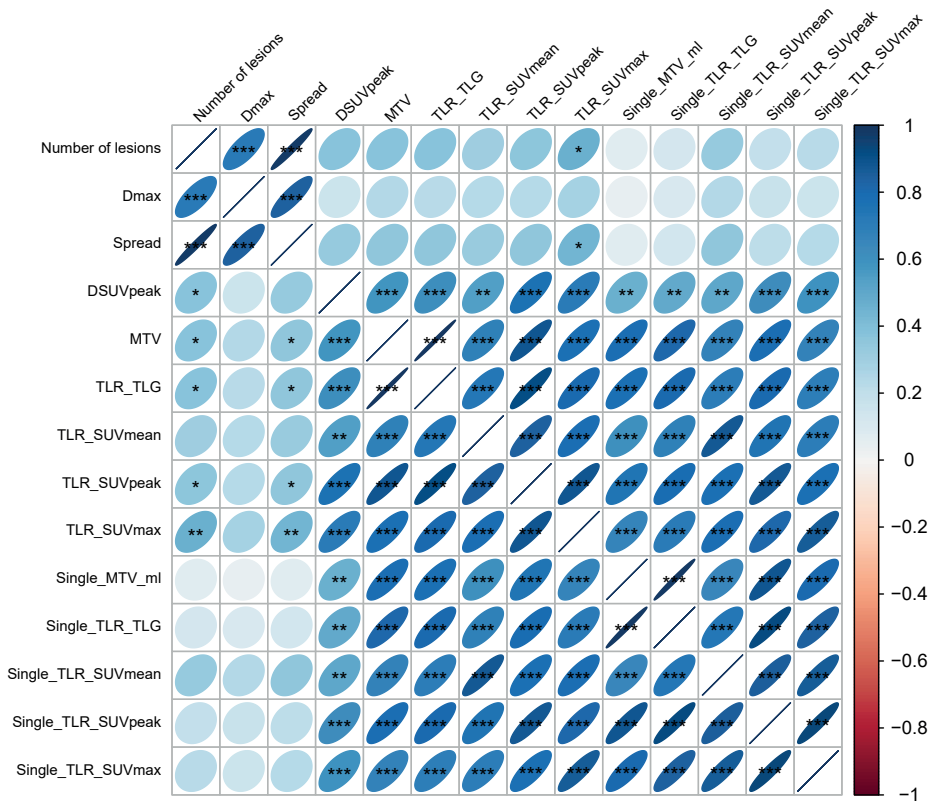 Number of lesions
Dmax
Spread
DSUVpeak
MTV
TLR_TLG
TLR_SUVmean
TLR_SUVpeak
TLR_SUVmax
Single_MTV_ml
Single_TLR_TLG
Single_TLR_SUVmean
Single_TLR_SUVpeak
Single_TLR_SUVmax
Number of lesions *** *** *
Dmax *** ***
Spread *** *** *
DSUVpeak * *** *** ** *** *** ** ** ** *** ***
MTV * * *** *** *** *** *** *** *** *** *** ***
TLR_TLG * * *** *** *** *** *** *** *** *** *** ***
TLR_SUVmean ** *** *** *** *** *** *** *** *** ***
TLR_SUVpeak * * *** *** *** *** *** *** *** *** *** ***
TLR_SUVmax ** ** *** *** *** *** *** *** *** *** *** ***
Single_MTV_ml ** *** *** *** *** *** *** *** *** ***
Single_TLR_TLG ** *** *** *** *** *** *** *** *** ***
Single_TLR_SUVmean ** *** *** *** *** *** *** *** *** ***
Single_TLR_SUVpeak *** *** *** *** *** *** *** *** *** ***
Single_TLR_SUVmax *** *** *** *** *** *** *** *** *** ***
1
0.8
0.6
0.4
0.2
0
−0.2
−0.4
−0.6
−0.8
−1